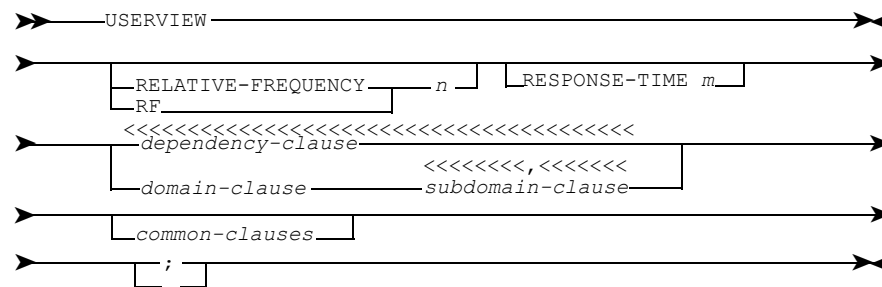 USERVIEW
RELATIVE-FREQUENCY n RESPONSE-TIME m
RF
<<<<<<<<<<<<<<<<<<<<<<<<<<<<<<<<<<<<<<<<
dependency-clause
<<<<<<<<,<<<<<<<
domain-clause subdomain-clause
common-clauses
;